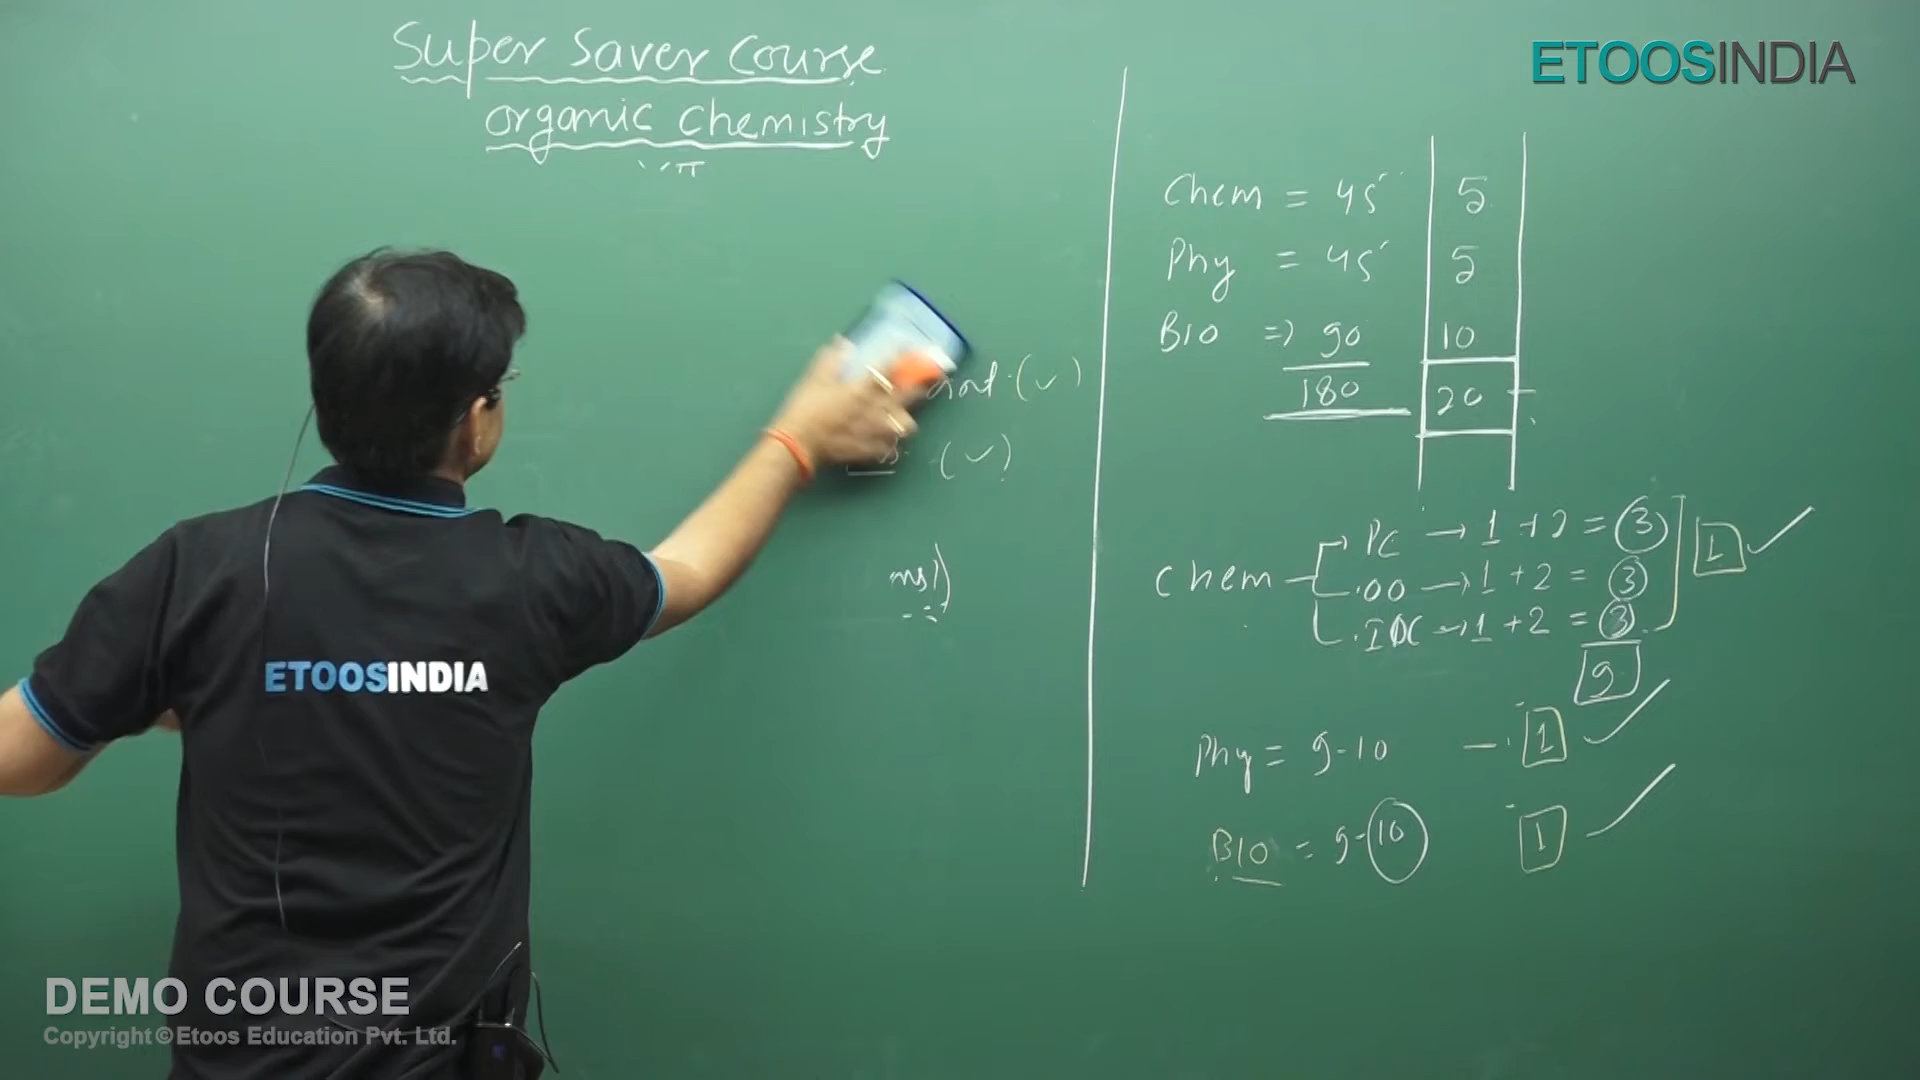 Super Saver Course
organic chemistry
ETOOSINDIA
Chem = 45 5
Phy = 45 5
BIO => 90 10
180 20
(✓)
(✓)
Chem
PC → 1 + 2 = 3
OO → 1 + 2 = 3
IOC → 1 + 2 = 3
1 ✓
9
Phy = 9-10 — 1 ✓
BIO = 9-10 1 ✓
ETOOSINDIA
DEMO COURSE
Copyright © Etoos Education Pvt. Ltd.